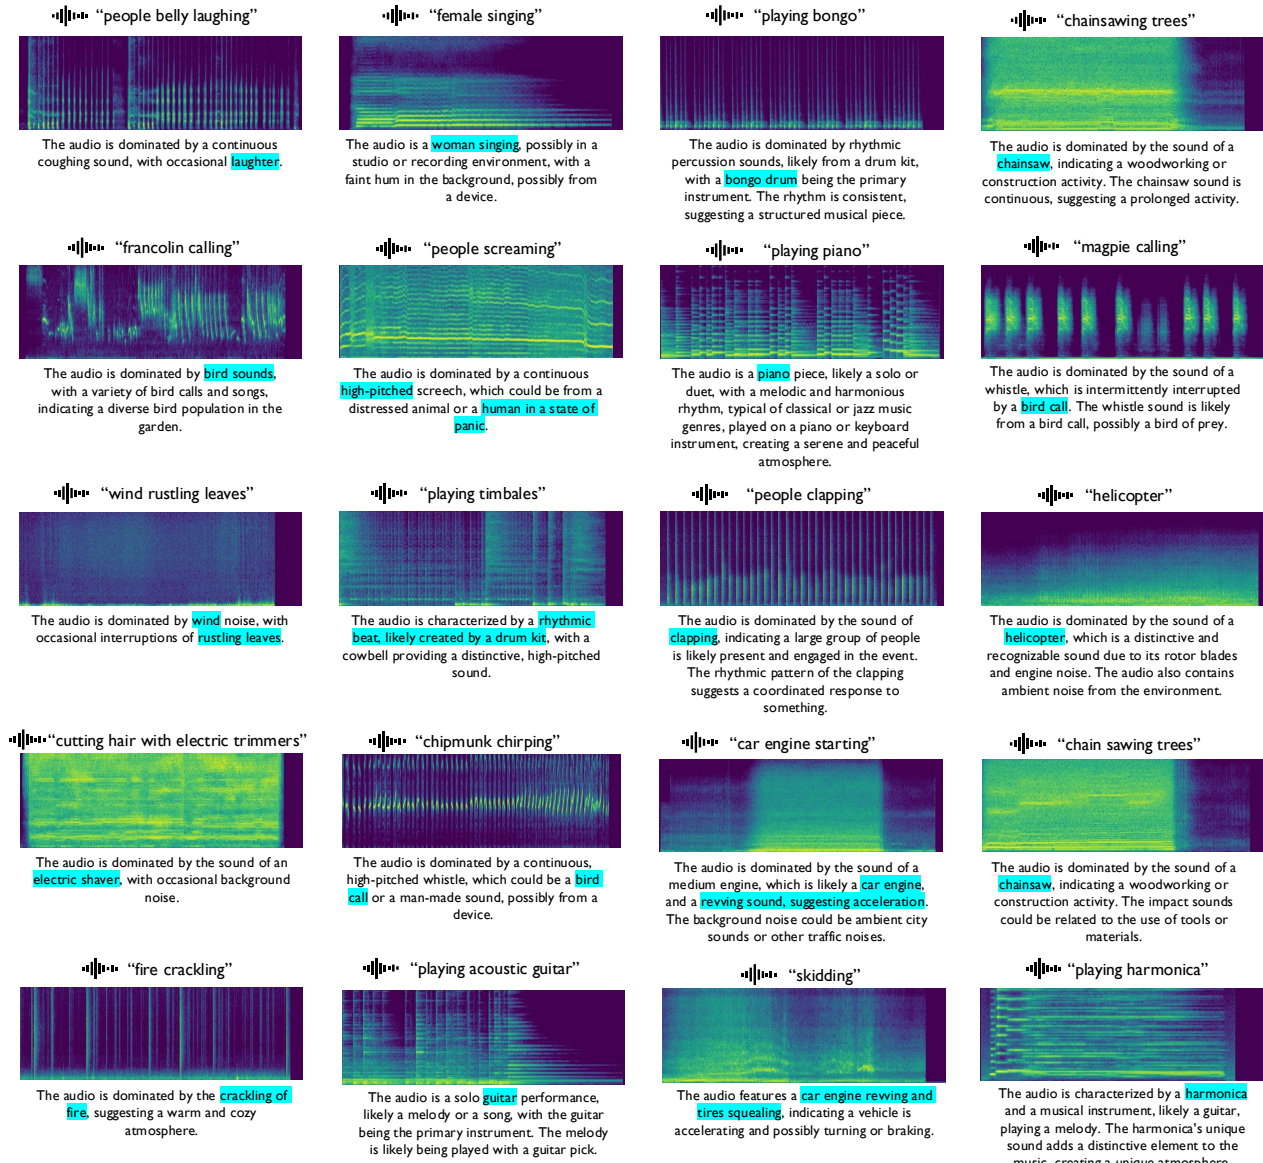 “people belly laughing”
The audio is dominated by a continuous
coughing sound, with occasional laughter.
“female singing”
The audio is a woman singing, possibly in a
studio or recording environment, with a
faint hum in the background, possibly from
a device.
“playing bongo”
The audio is dominated by rhythmic
percussion sounds, likely from a drum kit,
with a bongo drum being the primary
instrument. The rhythm is consistent,
suggesting a structured musical piece.
“chainsawing trees”
The audio is dominated by the sound of a
chainsaw, indicating a woodworking or
construction activity. The chainsaw sound is
continuous, suggesting a prolonged activity.
“francolin calling”
The audio is dominated by bird sounds,
with a variety of bird calls and songs,
indicating a diverse bird population in the
garden.
“people screaming”
The audio is dominated by a continuous
high-pitched screech, which could be from a
distressed animal or a human in a state of
panic.
“playing piano”
The audio is a piano piece, likely a solo or
duet, with a melodic and harmonious
rhythm, typical of classical or jazz music
genres, played on a piano or keyboard
instrument, creating a serene and peaceful
atmosphere.
“magpie calling”
The audio is dominated by the sound of a
whistle, which is intermittently interrupted
by a bird call. The whistle sound is likely
from a bird call, possibly a bird of prey.
“wind rustling leaves”
The audio is dominated by wind noise, with
occasional interruptions of rustling leaves.
“playing timbales”
The audio is characterized by a rhythmic
beat, likely created by a drum kit, with a
cowbell providing a distinctive, high-pitched
sound.
“people clapping”
The audio is dominated by the sound of
clapping, indicating a large group of people
is likely present and engaged in the event.
The rhythmic pattern of the clapping
suggests a coordinated response to
something.
“helicopter”
The audio is dominated by the sound of a
helicopter, which is a distinctive and
recognizable sound due to its rotor blades
and engine noise. The audio also contains
ambient noise from the environment.
“cutting hair with electric trimmers”
The audio is dominated by the sound of an
electric shaver, with occasional background
noise.
“chipmunk chirping”
The audio is dominated by a continuous,
high-pitched whistle, which could be a bird
call or a man-made sound, possibly from a
device.
“car engine starting”
The audio is dominated by the sound of a
medium engine, which is likely a car engine,
and a revving sound, suggesting acceleration.
The background noise could be ambient city
sounds or other traffic noises.
“chain sawing trees”
The audio is dominated by the sound of a
chainsaw, indicating a woodworking or
construction activity. The impact sounds
could be related to the use of tools or
materials.
“fire crackling”
The audio is dominated by the crackling of
fire, suggesting a warm and cozy
atmosphere.
“playing acoustic guitar”
The audio is a solo guitar performance,
likely a melody or a song, with the guitar
being the primary instrument. The melody
is likely being played with a guitar pick.
“skidding”
The audio features a car engine revving and
tires squealing, indicating a vehicle is
accelerating and possibly turning or braking.
“playing harmonica”
The audio is characterized by a harmonica
and a musical instrument, likely a guitar,
playing a melody. The harmonica's unique
sound adds a distinctive element to the
music, creating a unique atmosphere